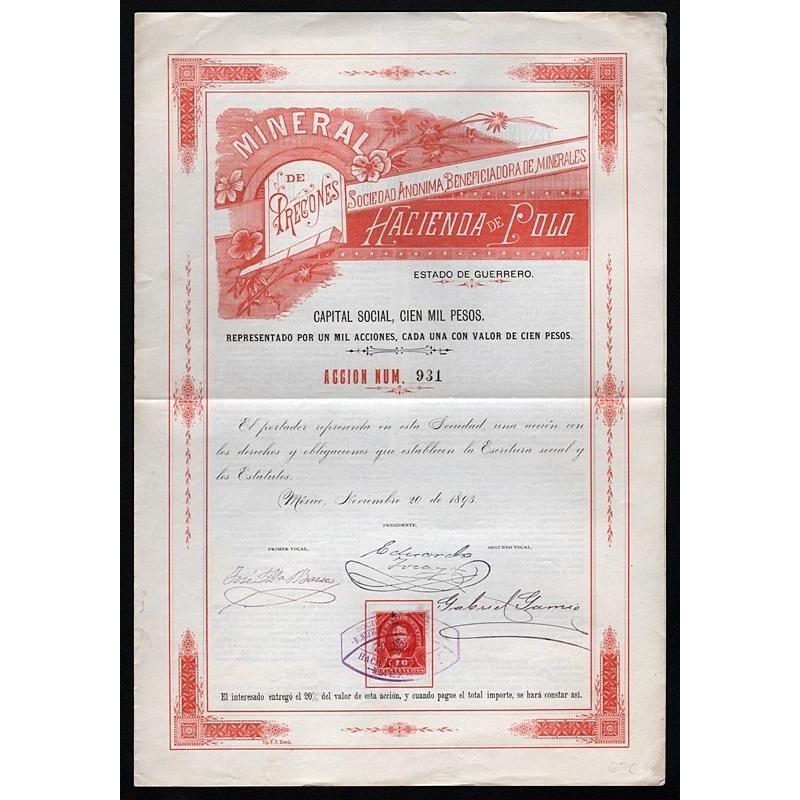 MINERAL
DE
PREGONES
SOCIEDAD ANONIMA, BENEFICIADORA DE MINERALES
HACIENDA DE POLO
ESTADO DE GUERRERO.
CAPITAL SOCIAL, CIEN MIL PESOS.
REPRESENTADO POR UN MIL ACCIONES, CADA UNA CON VALOR DE CIEN PESOS.
ACCION NUM. 931
El portador representa en esta Sociedad, una acción con
los derechos y obligaciones que establecen la Escritura social y
los Estatutos.
México, Noviembre 20 de 1893.
PRESIDENTE,
PRIMER VOCAL,
SEGUNDO VOCAL,
Eduardo
José
Gabriel Gamio
10
El interesado entregó el 20% del valor de esta acción, y cuando pague el total importe, se hará constar así.